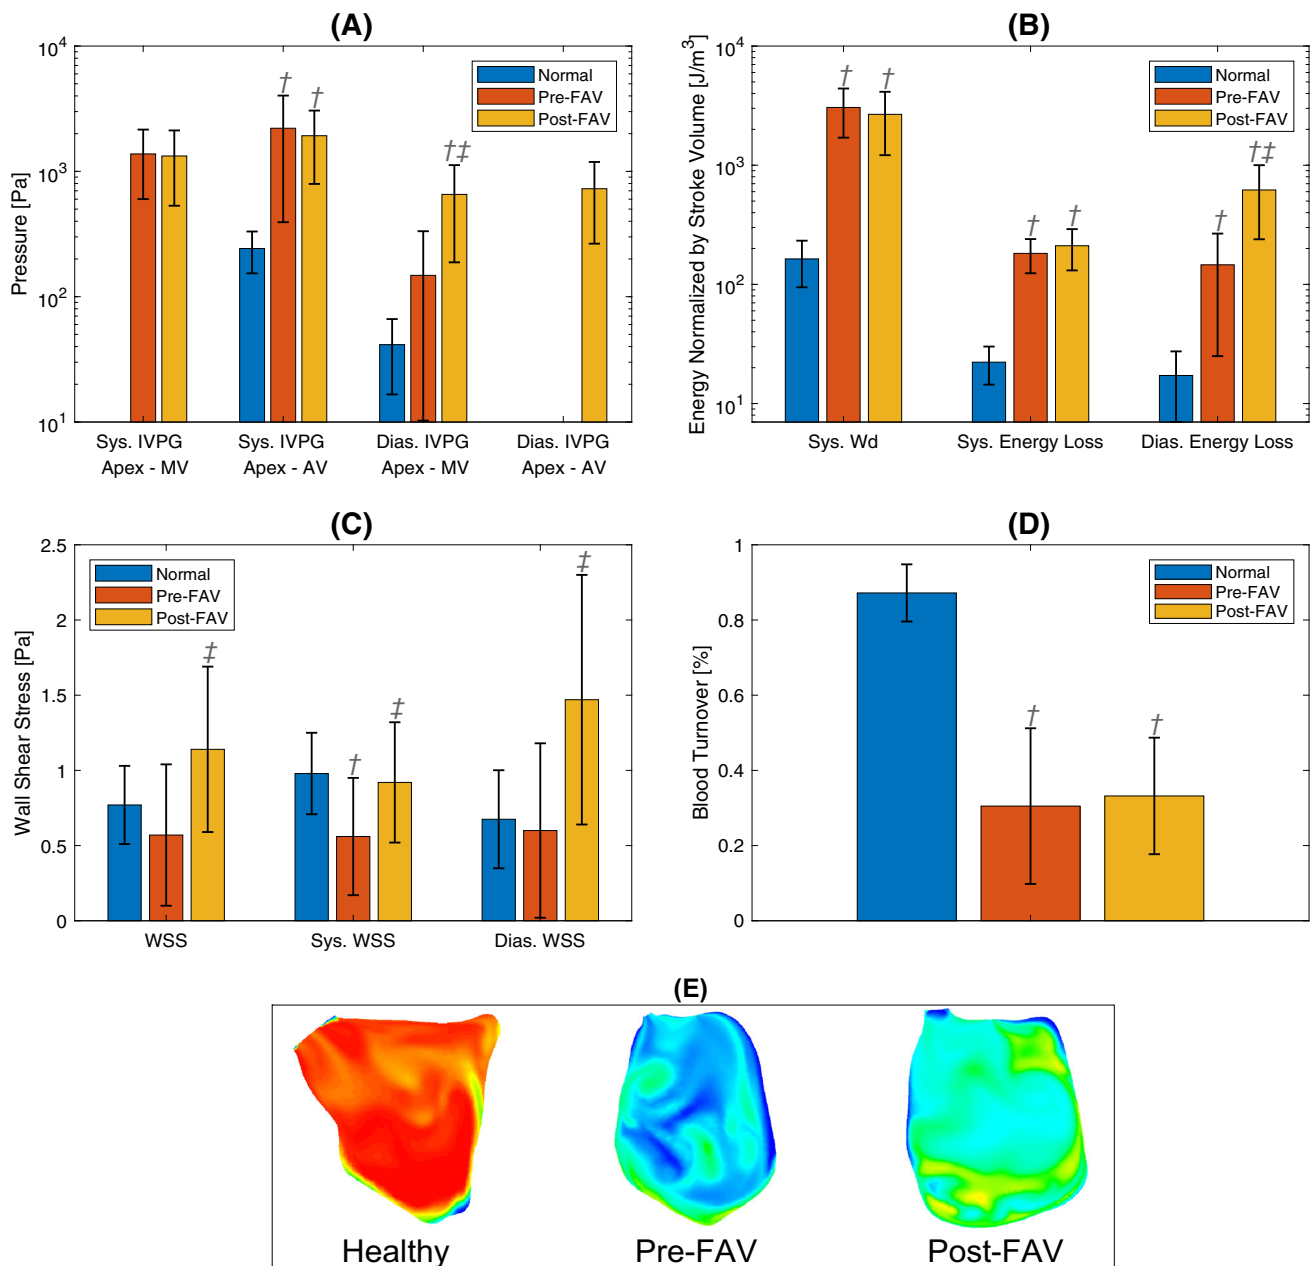 (A)
Pressure [Pa]
10^4
10^3
10^2
10^1
Normal
Pre-FAV
Post-FAV
† † †‡
Sys. IVPG Sys. IVPG Dias. IVPG Dias. IVPG
Apex - MV Apex - AV Apex - MV Apex - AV
(B)
Energy Normalized by Stroke Volume [J/m^3]
10^4
10^3
10^2
10^1
Normal
Pre-FAV
Post-FAV
† † † † † †‡
Sys. Wd Sys. Energy Loss Dias. Energy Loss
(C)
Wall Shear Stress [Pa]
2.5
2
1.5
1
0.5
0
Normal
Pre-FAV
Post-FAV
‡ † ‡ ‡
WSS Sys. WSS Dias. WSS
(D)
Blood Turnover [%]
1
0.8
0.6
0.4
0.2
0
Normal
Pre-FAV
Post-FAV
† †
(E)
Healthy Pre-FAV Post-FAV